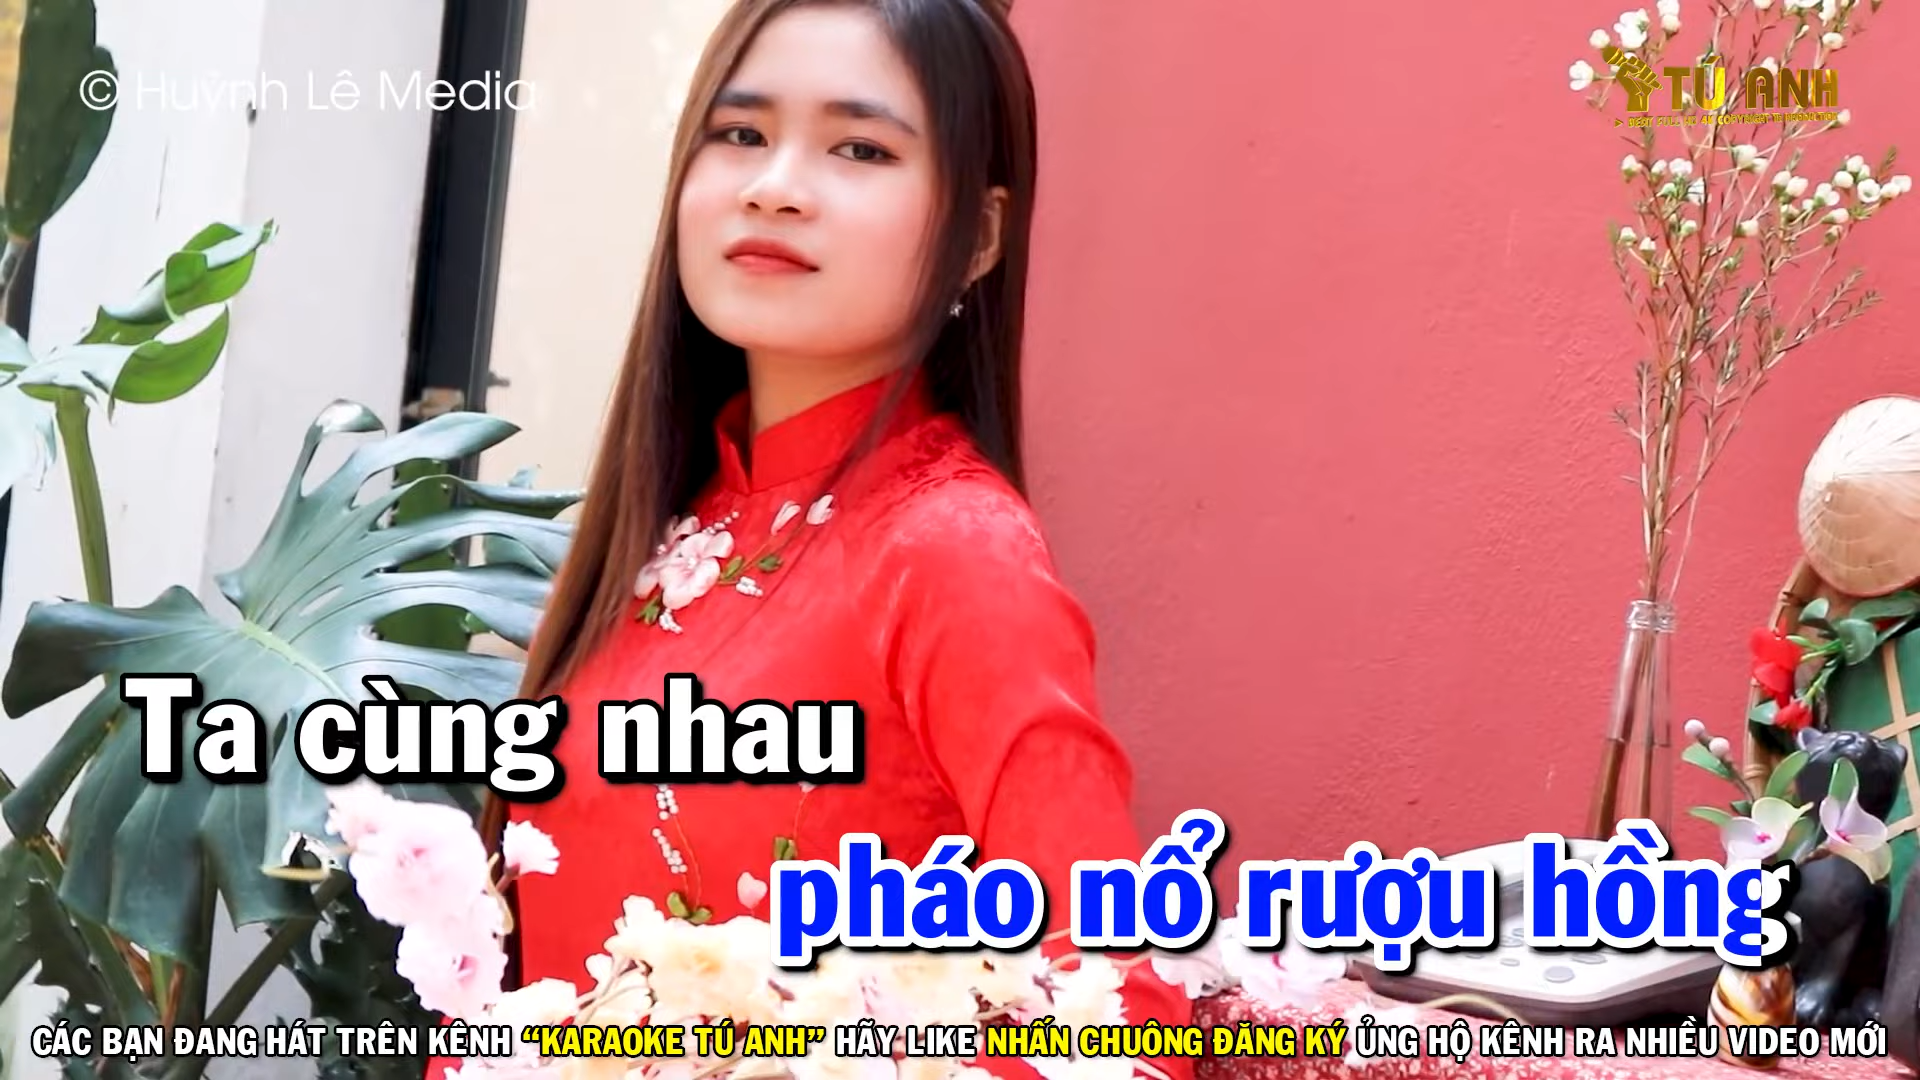 © Huỳnh Lê Media
TÚ ANH
Ta cùng nhau
pháo nổ rượu hồng
CÁC BẠN ĐANG HÁT TRÊN KÊNH “KARAOKE TÚ ANH” HÃY LIKE NHẤN CHUÔNG ĐĂNG KÝ ỦNG HỘ KÊNH RA NHIỀU VIDEO MỚI